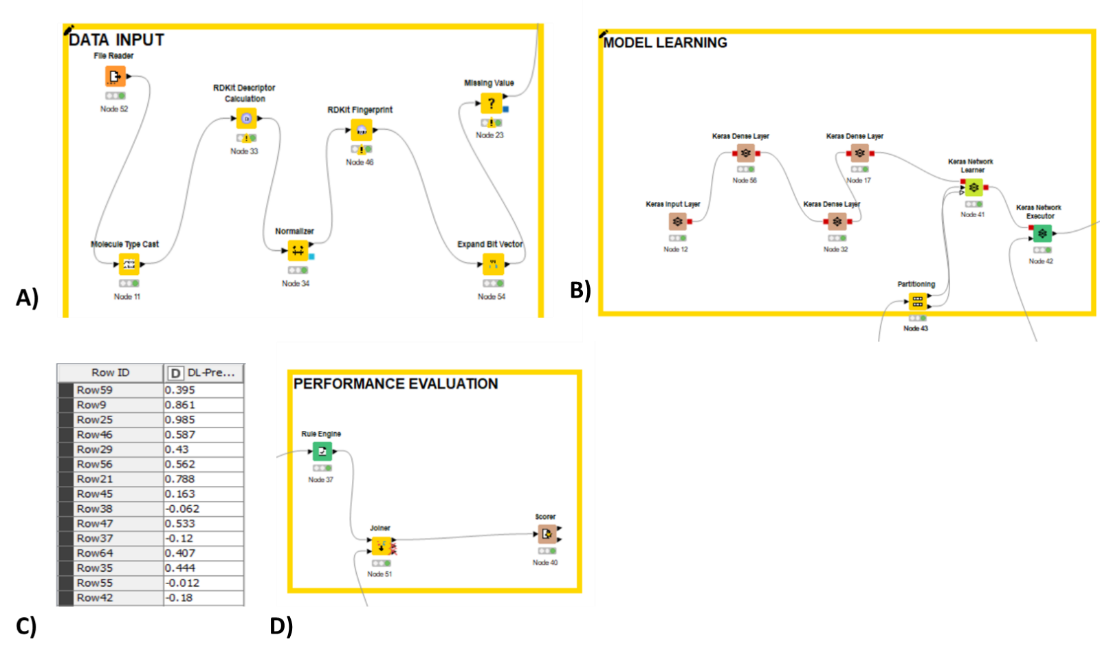 DATA INPUT
File Reader
Node 52
RDKit Descriptor
Calculation
Node 33
RDKit Fingerprint
Node 46
Missing Value
?
Node 23
Molecule Type Cast
Node 11
Normalizer
Node 34
Expand Bit Vector
Node 54
A)
MODEL LEARNING
Keras Dense Layer
Node 56
Keras Dense Layer
Node 17
Keras Network
Learner
Node 41
Keras Input Layer
Node 12
Keras Dense Layer
Node 32
Keras Network
Executor
Node 42
Partitioning
Node 43
B)
Row ID D DL-Pre...
Row59 0.395
Row9 0.861
Row25 0.985
Row46 0.587
Row29 0.43
Row56 0.562
Row21 0.788
Row45 0.163
Row38 -0.062
Row47 0.533
Row37 -0.12
Row64 0.407
Row35 0.444
Row55 -0.012
Row42 -0.18
C)
PERFORMANCE EVALUATION
Rule Engine
Node 37
Joiner
Node 51
Scorer
Node 40
D)